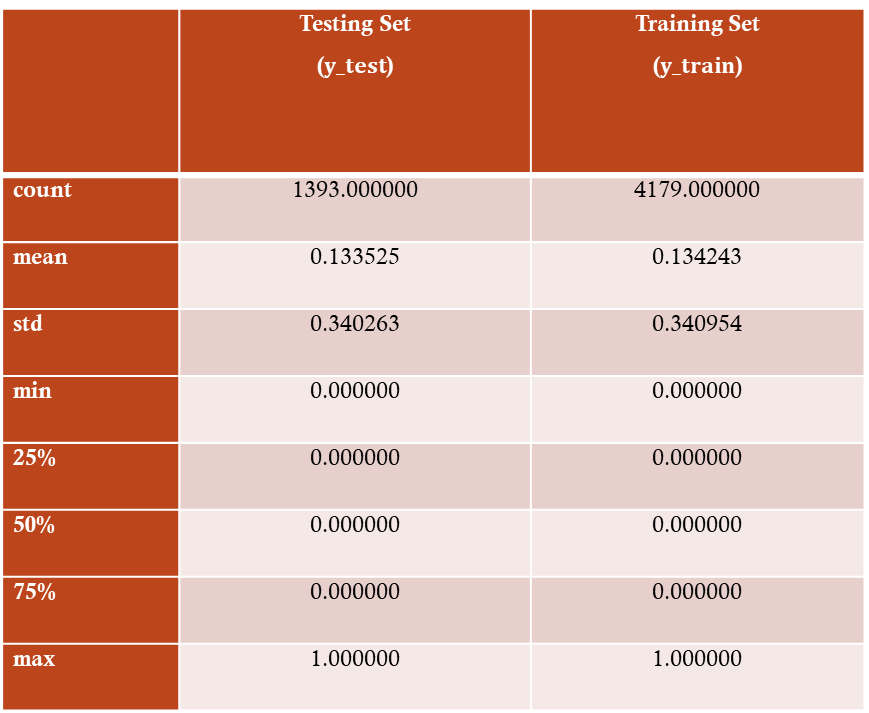 Testing Set Training Set
(y_test) (y_train)
count 1393.000000 4179.000000
mean 0.133525 0.134243
std 0.340263 0.340954
min 0.000000 0.000000
25% 0.000000 0.000000
50% 0.000000 0.000000
75% 0.000000 0.000000
max 1.000000 1.000000